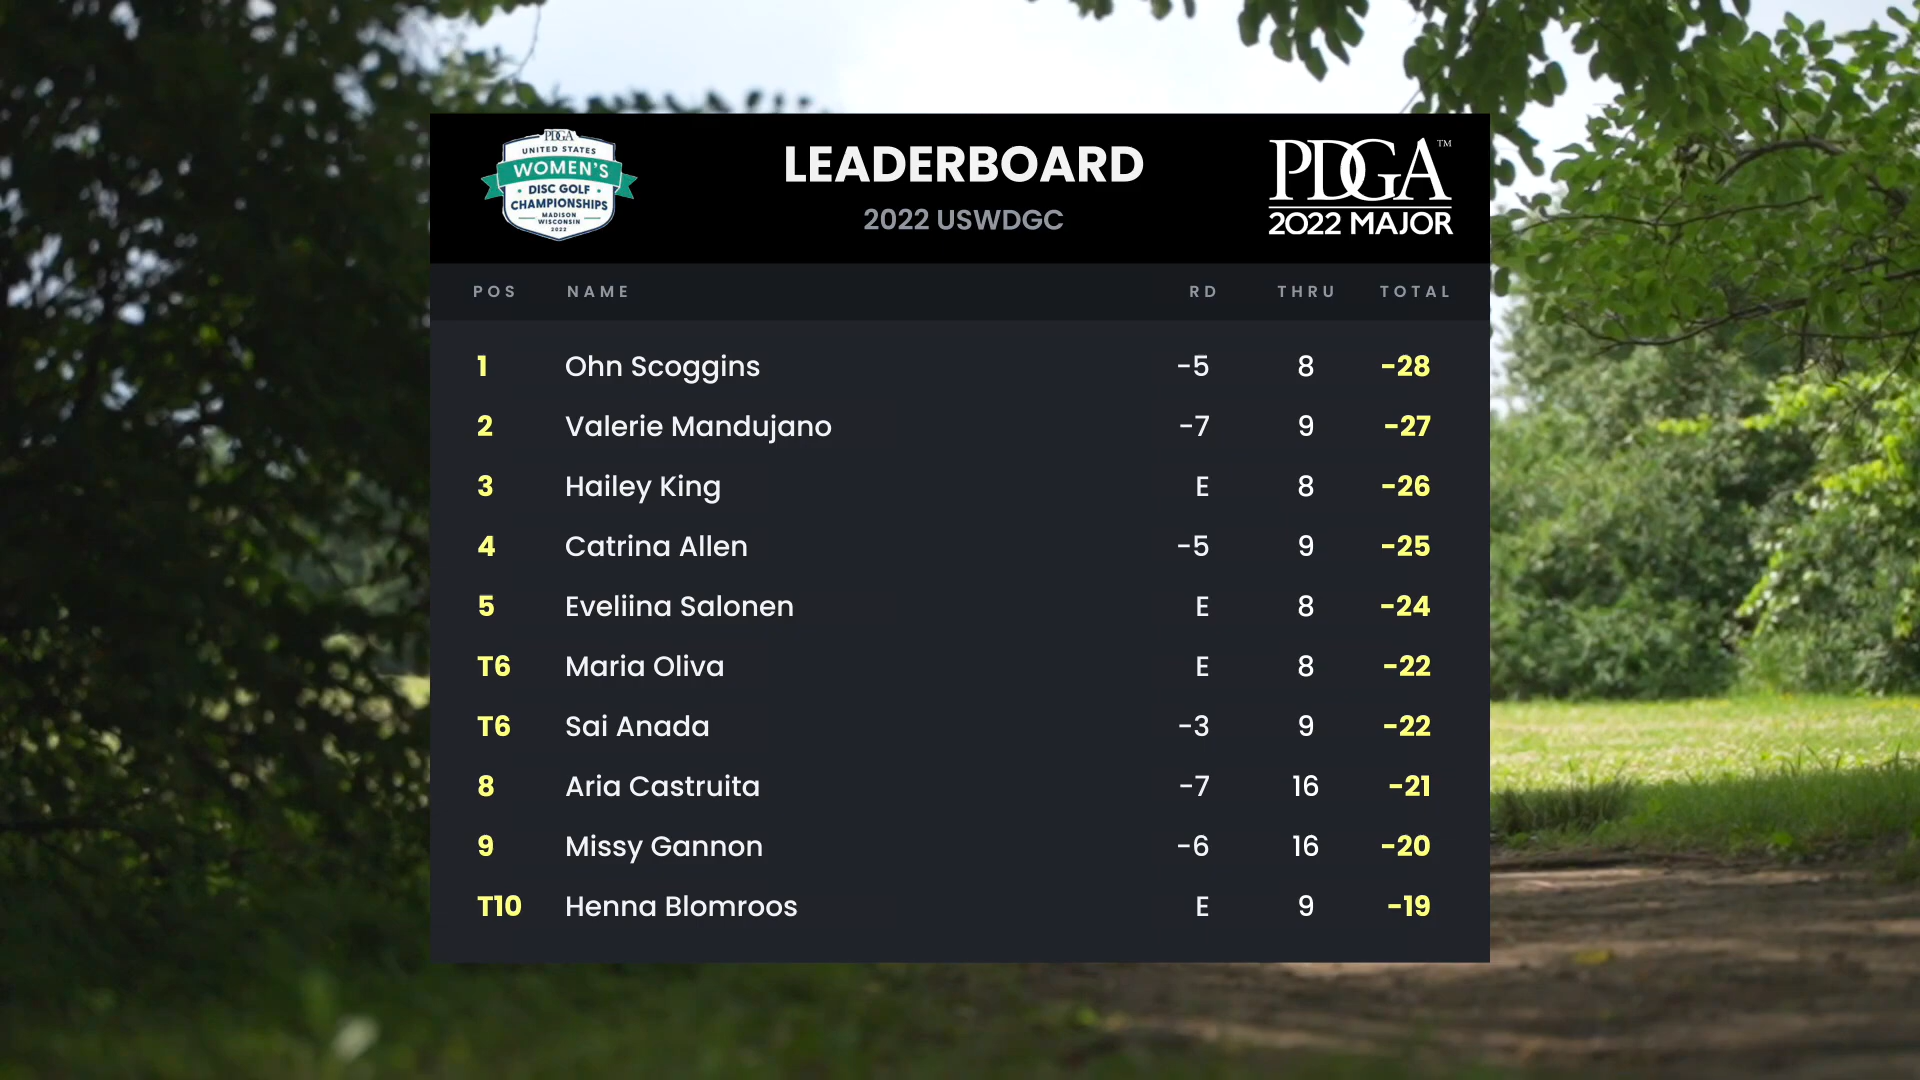 PDGA
UNITED STATES
WOMEN'S
DISC GOLF
CHAMPIONSHIPS
MADISON
WISCONSIN
2022
LEADERBOARD
2022 USWDGC
PDGA™
2022 MAJOR
POS NAME RD THRU TOTAL
1 Ohn Scoggins -5 8 -28
2 Valerie Mandujano -7 9 -27
3 Hailey King E 8 -26
4 Catrina Allen -5 9 -25
5 Eveliina Salonen E 8 -24
T6 Maria Oliva E 8 -22
T6 Sai Anada -3 9 -22
8 Aria Castruita -7 16 -21
9 Missy Gannon -6 16 -20
T10 Henna Blomroos E 9 -19